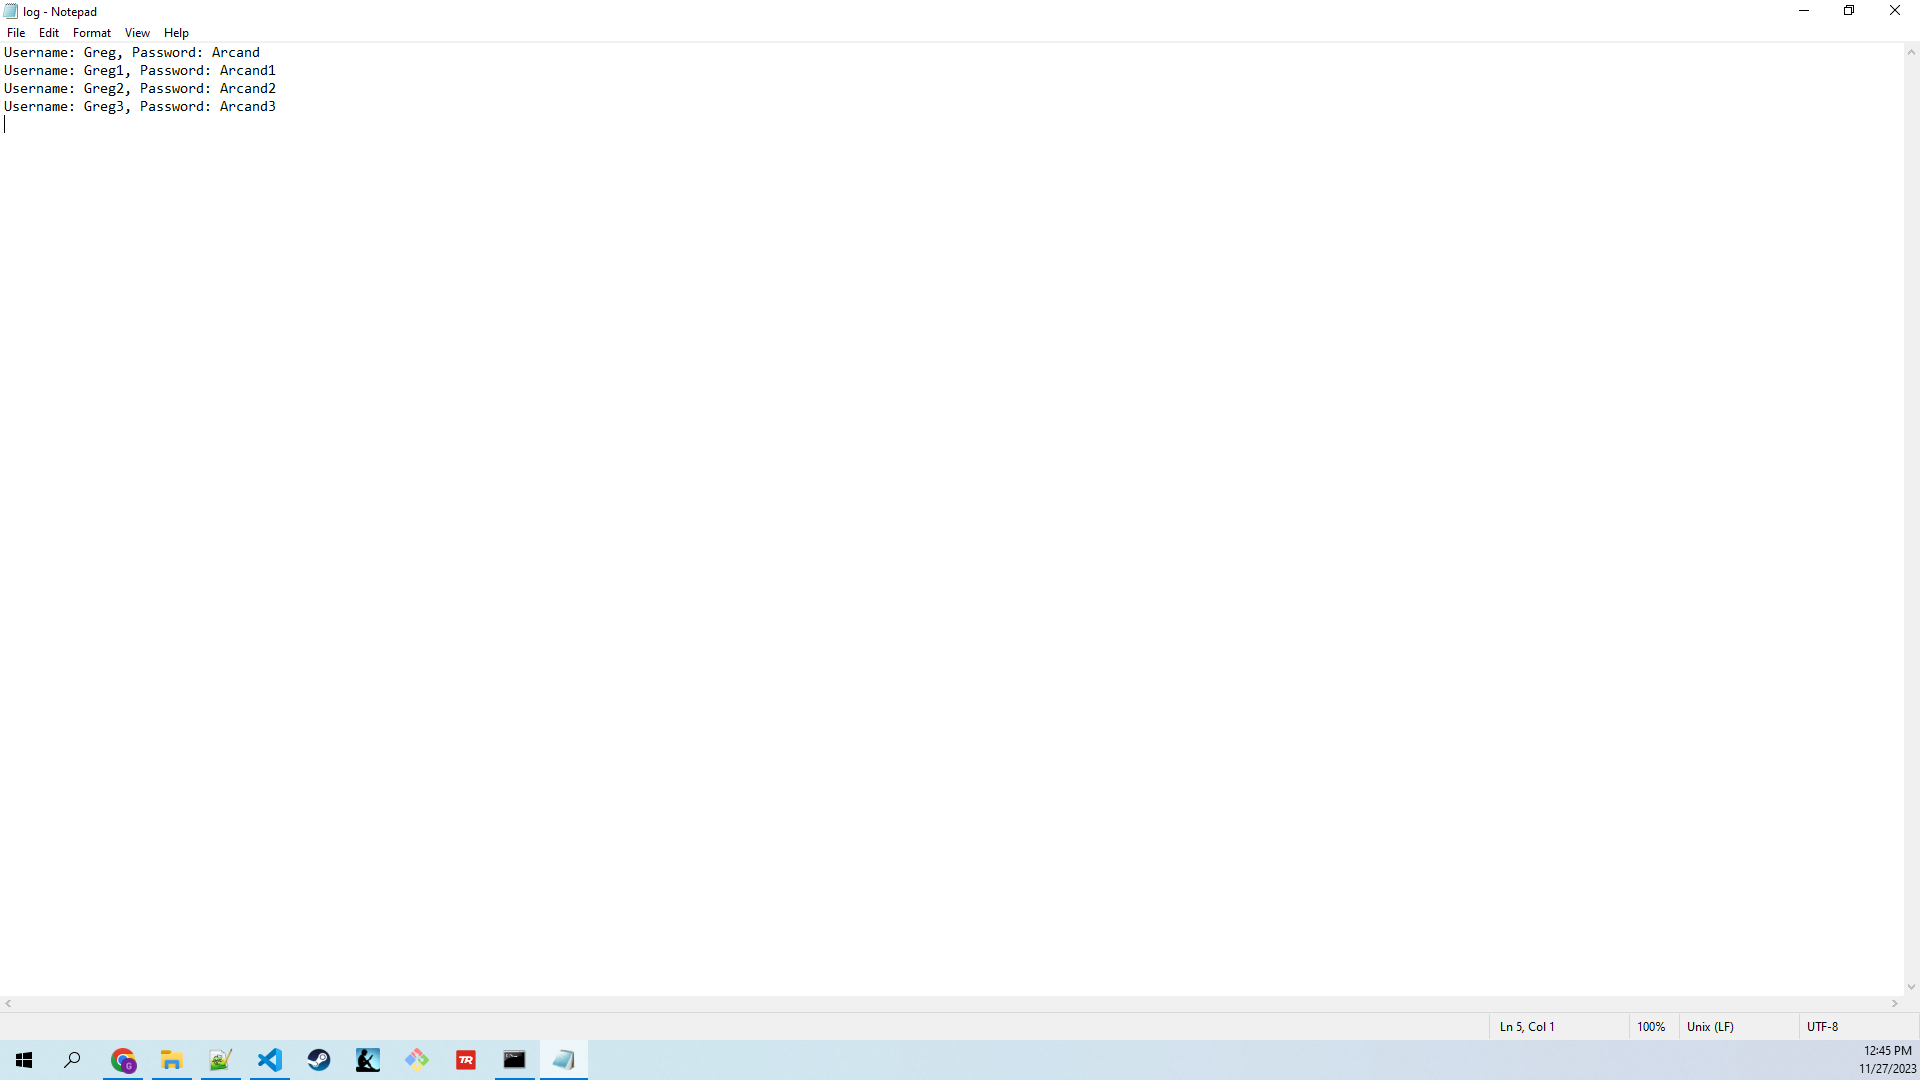 log - Notepad
File Edit Format View Help
Username: Greg, Password: Arcand
Username: Greg1, Password: Arcand1
Username: Greg2, Password: Arcand2
Username: Greg3, Password: Arcand3
Ln 5, Col 1 100% Unix (LF) UTF-8
G TR 12:45 PM
11/27/2023